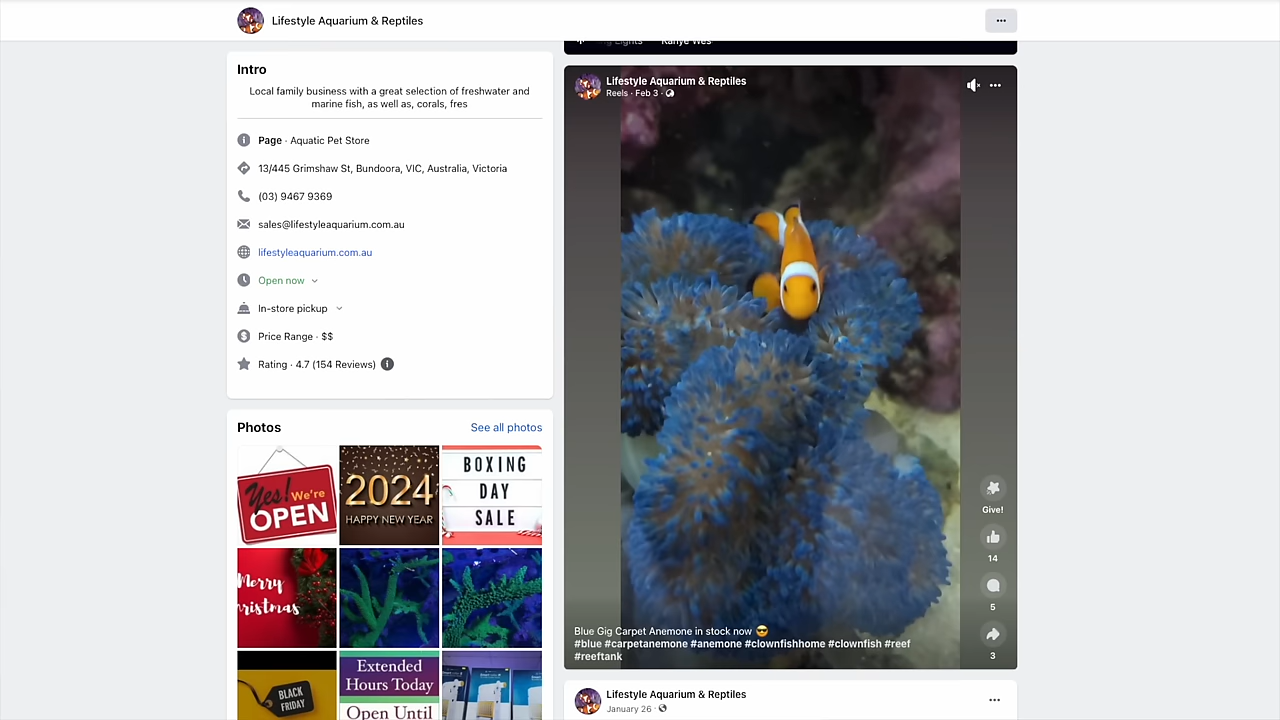 Lifestyle Aquarium & Reptiles
Intro
Local family business with a great selection of freshwater and
marine fish, as well as, corals, fres
Page · Aquatic Pet Store
13/445 Grimshaw St, Bundoora, VIC, Australia, Victoria
(03) 9467 9369
sales@lifestyleaquarium.com.au
lifestyleaquarium.com.au
Open now
In-store pickup
Price Range · $$
Rating · 4.7 (154 Reviews)
Photos
See all photos
Yes! We're
OPEN
2024
HAPPY NEW YEAR
BOXING
DAY
SALE
Merry
ristmas
BLACK
FRIDAY
Extended
Hours Today
Open Until
Kanye Wes
Lifestyle Aquarium & Reptiles
Reels · Feb 3 ·
Give!
14
5
3
Blue Gig Carpet Anemone in stock now 😎
#blue #carpetanemone #anemone #clownfishhome #clownfish #reef
#reeftank
Lifestyle Aquarium & Reptiles
January 26 ·